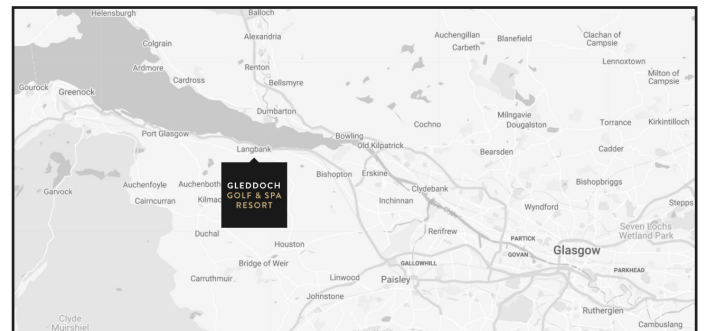 Helensburgh
Balloch
Colgrain
Alexandria
Auchengillan
Carbeth
Blanefield
Clachan of
Campsie
Ardmore
Cardross
Renton
Bellsmyre
Lennoxtown
Milton of
Campsie
Gourock
Greenock
Dumbarton
Port Glasgow
Langbank
Bowling
Old Kilpatrick
Cochno
Milngavie
Dougalston
Torrance
Kirkintilloch
Bearsden
Cadder
Garvock
Auchenfoyle
Auchenboth
Cairncurran
Kilmac
GLEDDOCH
GOLF & SPA
RESORT
Bishopton
Erskine
Clydebank
Inchinnan
Bishopbriggs
Wyndford
Stepps
Seven Lochs
Wetland Park
Duchal
Houston
Renfrew
PARTICK
GOVAN
Glasgow
Bridge of Weir
GALLOWHILL
PARKHEAD
Carruthmuir
Linwood
Paisley
Johnstone
Rutherglen
Cambuslang
Clyde
Muirshiel